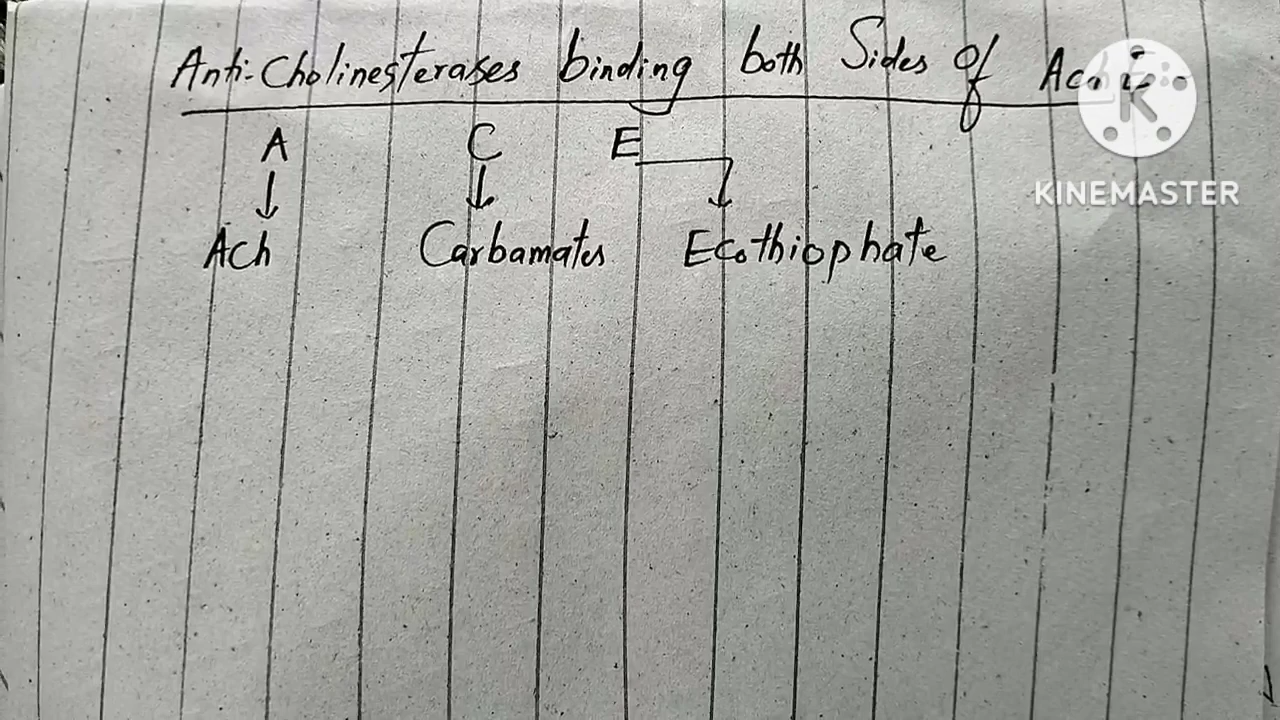 Anti-Cholinesterases binding both Sides of
A C E
Ach Carbamates Ecothiophate
K
KINEMASTER